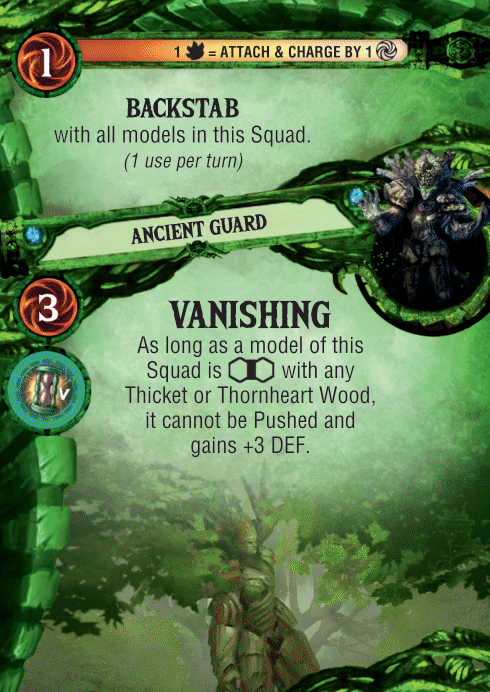 1
1 = ATTACH & CHARGE BY 1
BACKSTAB
with all models in this Squad.
(1 use per turn)
ANCIENT GUARD
3
V
VANISHING
As long as a model of this
Squad is with any
Thicket or Thornheart Wood,
it cannot be Pushed and
gains +3 DEF.